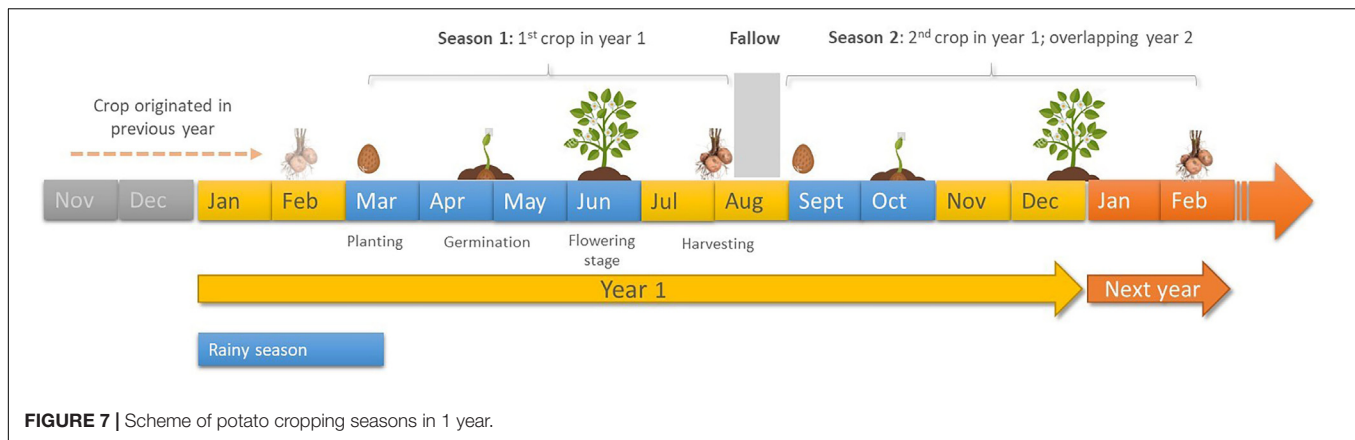 Season 1: 1st crop in year 1
Fallow
Season 2: 2nd crop in year 1; overlapping year 2
Crop originated in
previous year
Nov Dec Jan Feb Mar Apr May Jun Jul Aug Sept Oct Nov Dec Jan Feb
Planting
Germination
Flowering
stage
Harvesting
Year 1
Next year
Rainy season
FIGURE 7 | Scheme of potato cropping seasons in 1 year.